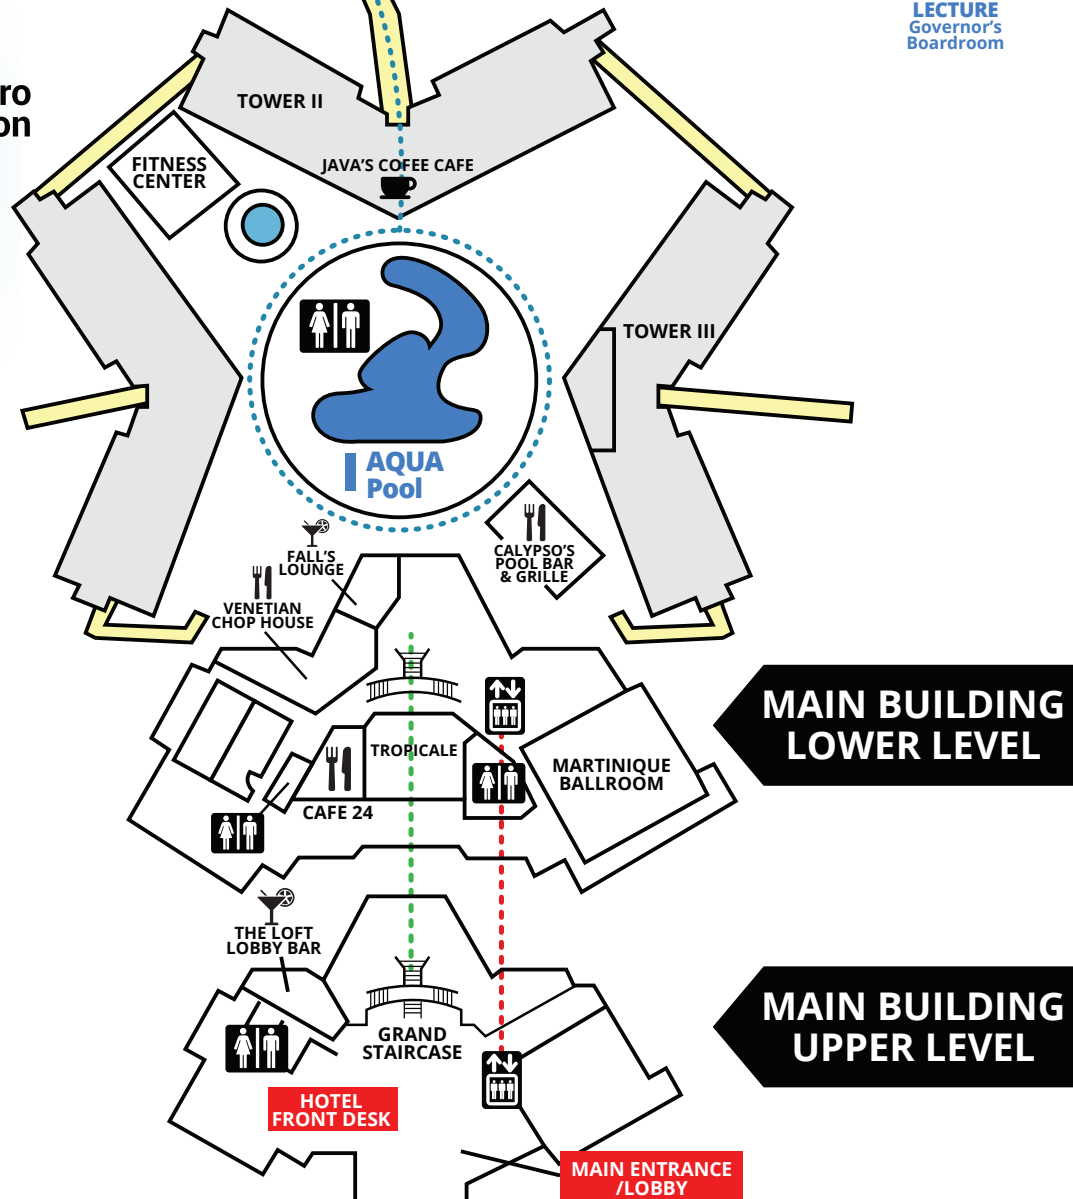 LECTURE
Governor's
Boardroom
ro
on
TOWER II
JAVA'S COFEE CAFE
FITNESS
CENTER
TOWER III
AQUA
Pool
FALL'S
LOUNGE
CALYPSO'S
POOL BAR
& GRILLE
VENETIAN
CHOP HOUSE
MAIN BUILDING
LOWER LEVEL
TROPICALE
MARTINIQUE
BALLROOM
CAFE 24
THE LOFT
LOBBY BAR
MAIN BUILDING
UPPER LEVEL
GRAND
STAIRCASE
HOTEL
FRONT DESK
MAIN ENTRANCE
/LOBBY